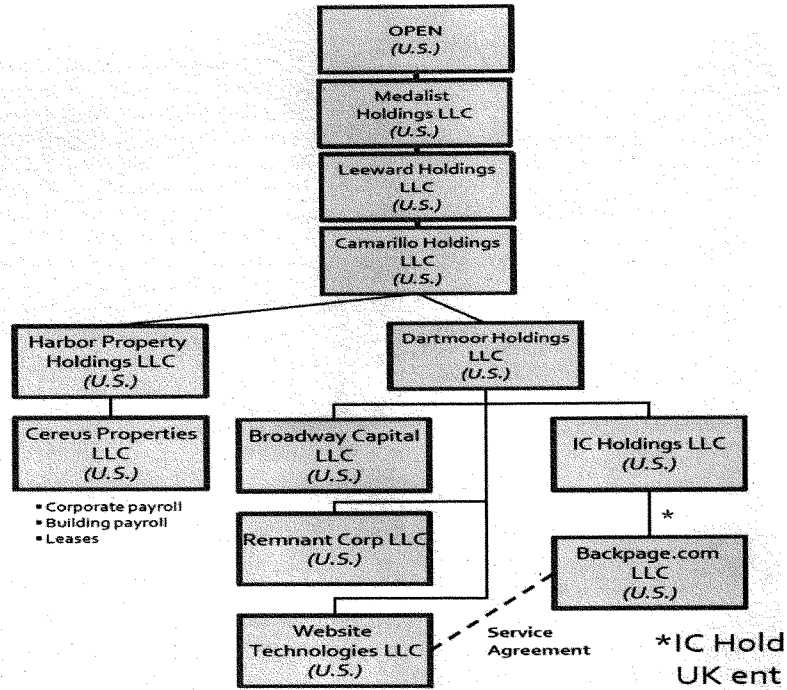 OPEN
(U.S.)
Medalist
Holdings LLC
(U.S.)
Leeward Holdings
LLC
(U.S.)
Camarillo Holdings
LLC
(U.S.)
Harbor Property
Holdings LLC
(U.S.)
Dartmoor Holdings
LLC
(U.S.)
Cereus Properties
LLC
(U.S.)
▪ Corporate payroll
▪ Building payroll
▪ Leases
Broadway Capital
LLC
(U.S.)
IC Holdings LLC
(U.S.)
*
Remnant Corp LLC
(U.S.)
Backpage.com
LLC
(U.S.)
Website
Technologies LLC
(U.S.)
Service
Agreement
*IC Hold
UK ent